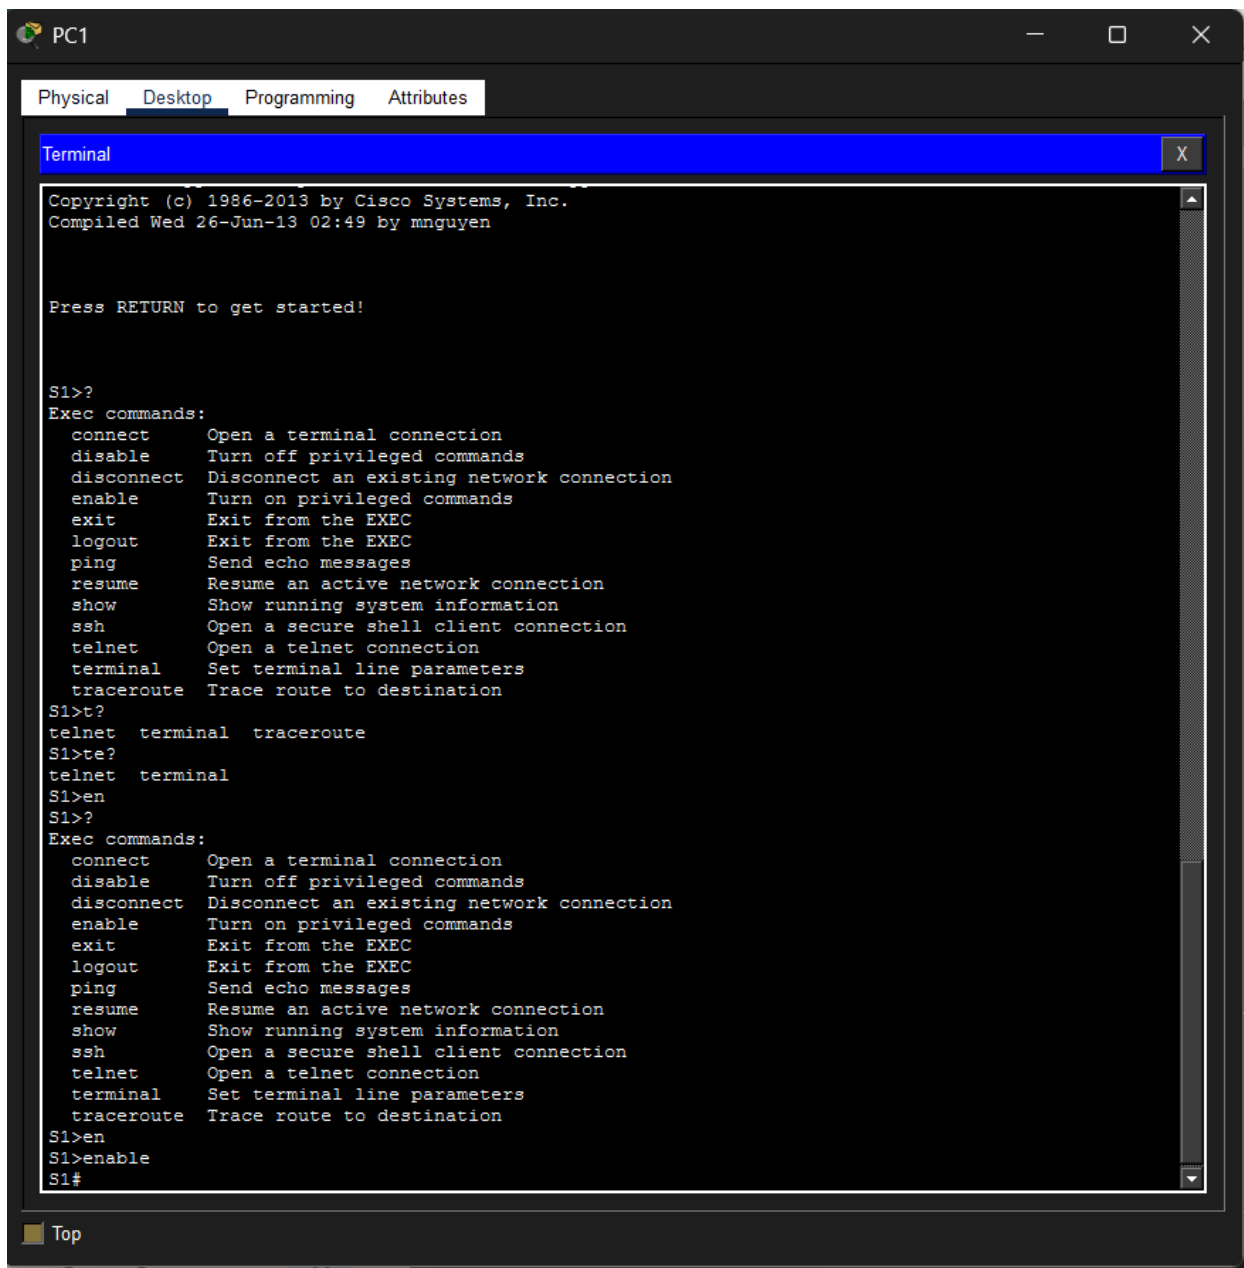 PC1
Physical Desktop Programming Attributes
Terminal X
Copyright (c) 1986-2013 by Cisco Systems, Inc.
Compiled Wed 26-Jun-13 02:49 by mnguyen
Press RETURN to get started!
S1>?
Exec commands:
connect Open a terminal connection
disable Turn off privileged commands
disconnect Disconnect an existing network connection
enable Turn on privileged commands
exit Exit from the EXEC
logout Exit from the EXEC
ping Send echo messages
resume Resume an active network connection
show Show running system information
ssh Open a secure shell client connection
telnet Open a telnet connection
terminal Set terminal line parameters
traceroute Trace route to destination
S1>t?
telnet terminal traceroute
S1>te?
telnet terminal
S1>en
S1>?
Exec commands:
connect Open a terminal connection
disable Turn off privileged commands
disconnect Disconnect an existing network connection
enable Turn on privileged commands
exit Exit from the EXEC
logout Exit from the EXEC
ping Send echo messages
resume Resume an active network connection
show Show running system information
ssh Open a secure shell client connection
telnet Open a telnet connection
terminal Set terminal line parameters
traceroute Trace route to destination
S1>en
S1>enable
S1#
Top